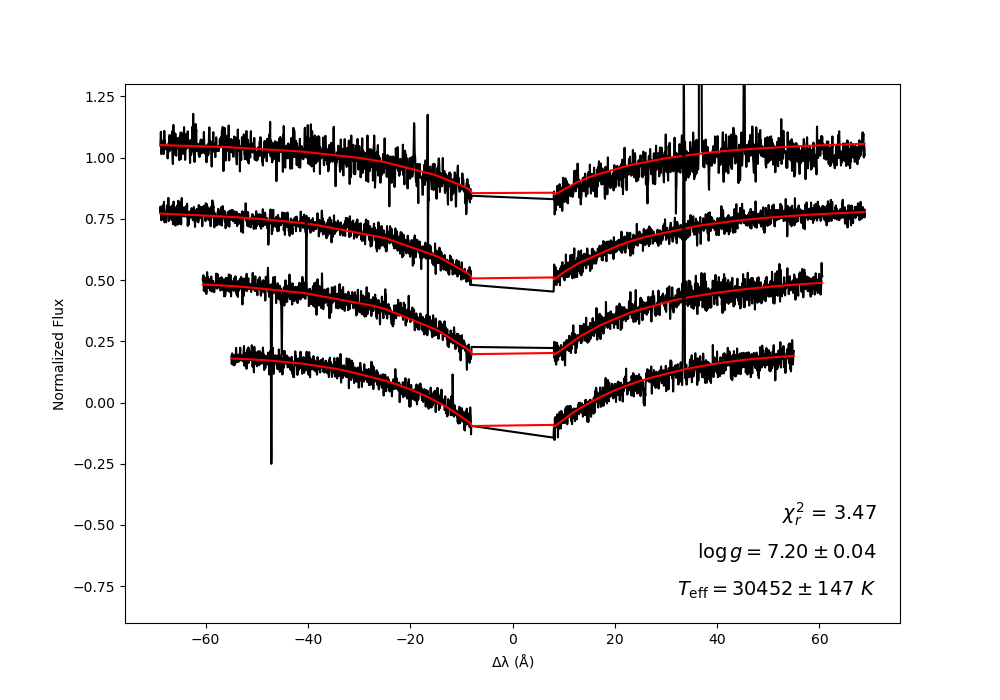 1.25
1.00
0.75
0.50
0.25
0.00
−0.25
−0.50
−0.75
Normalized Flux
χ²ᵣ = 3.47
log g = 7.20 ± 0.04
T_eff = 30452 ± 147 K
−60 −40 −20 0 20 40 60
Δλ (Å)